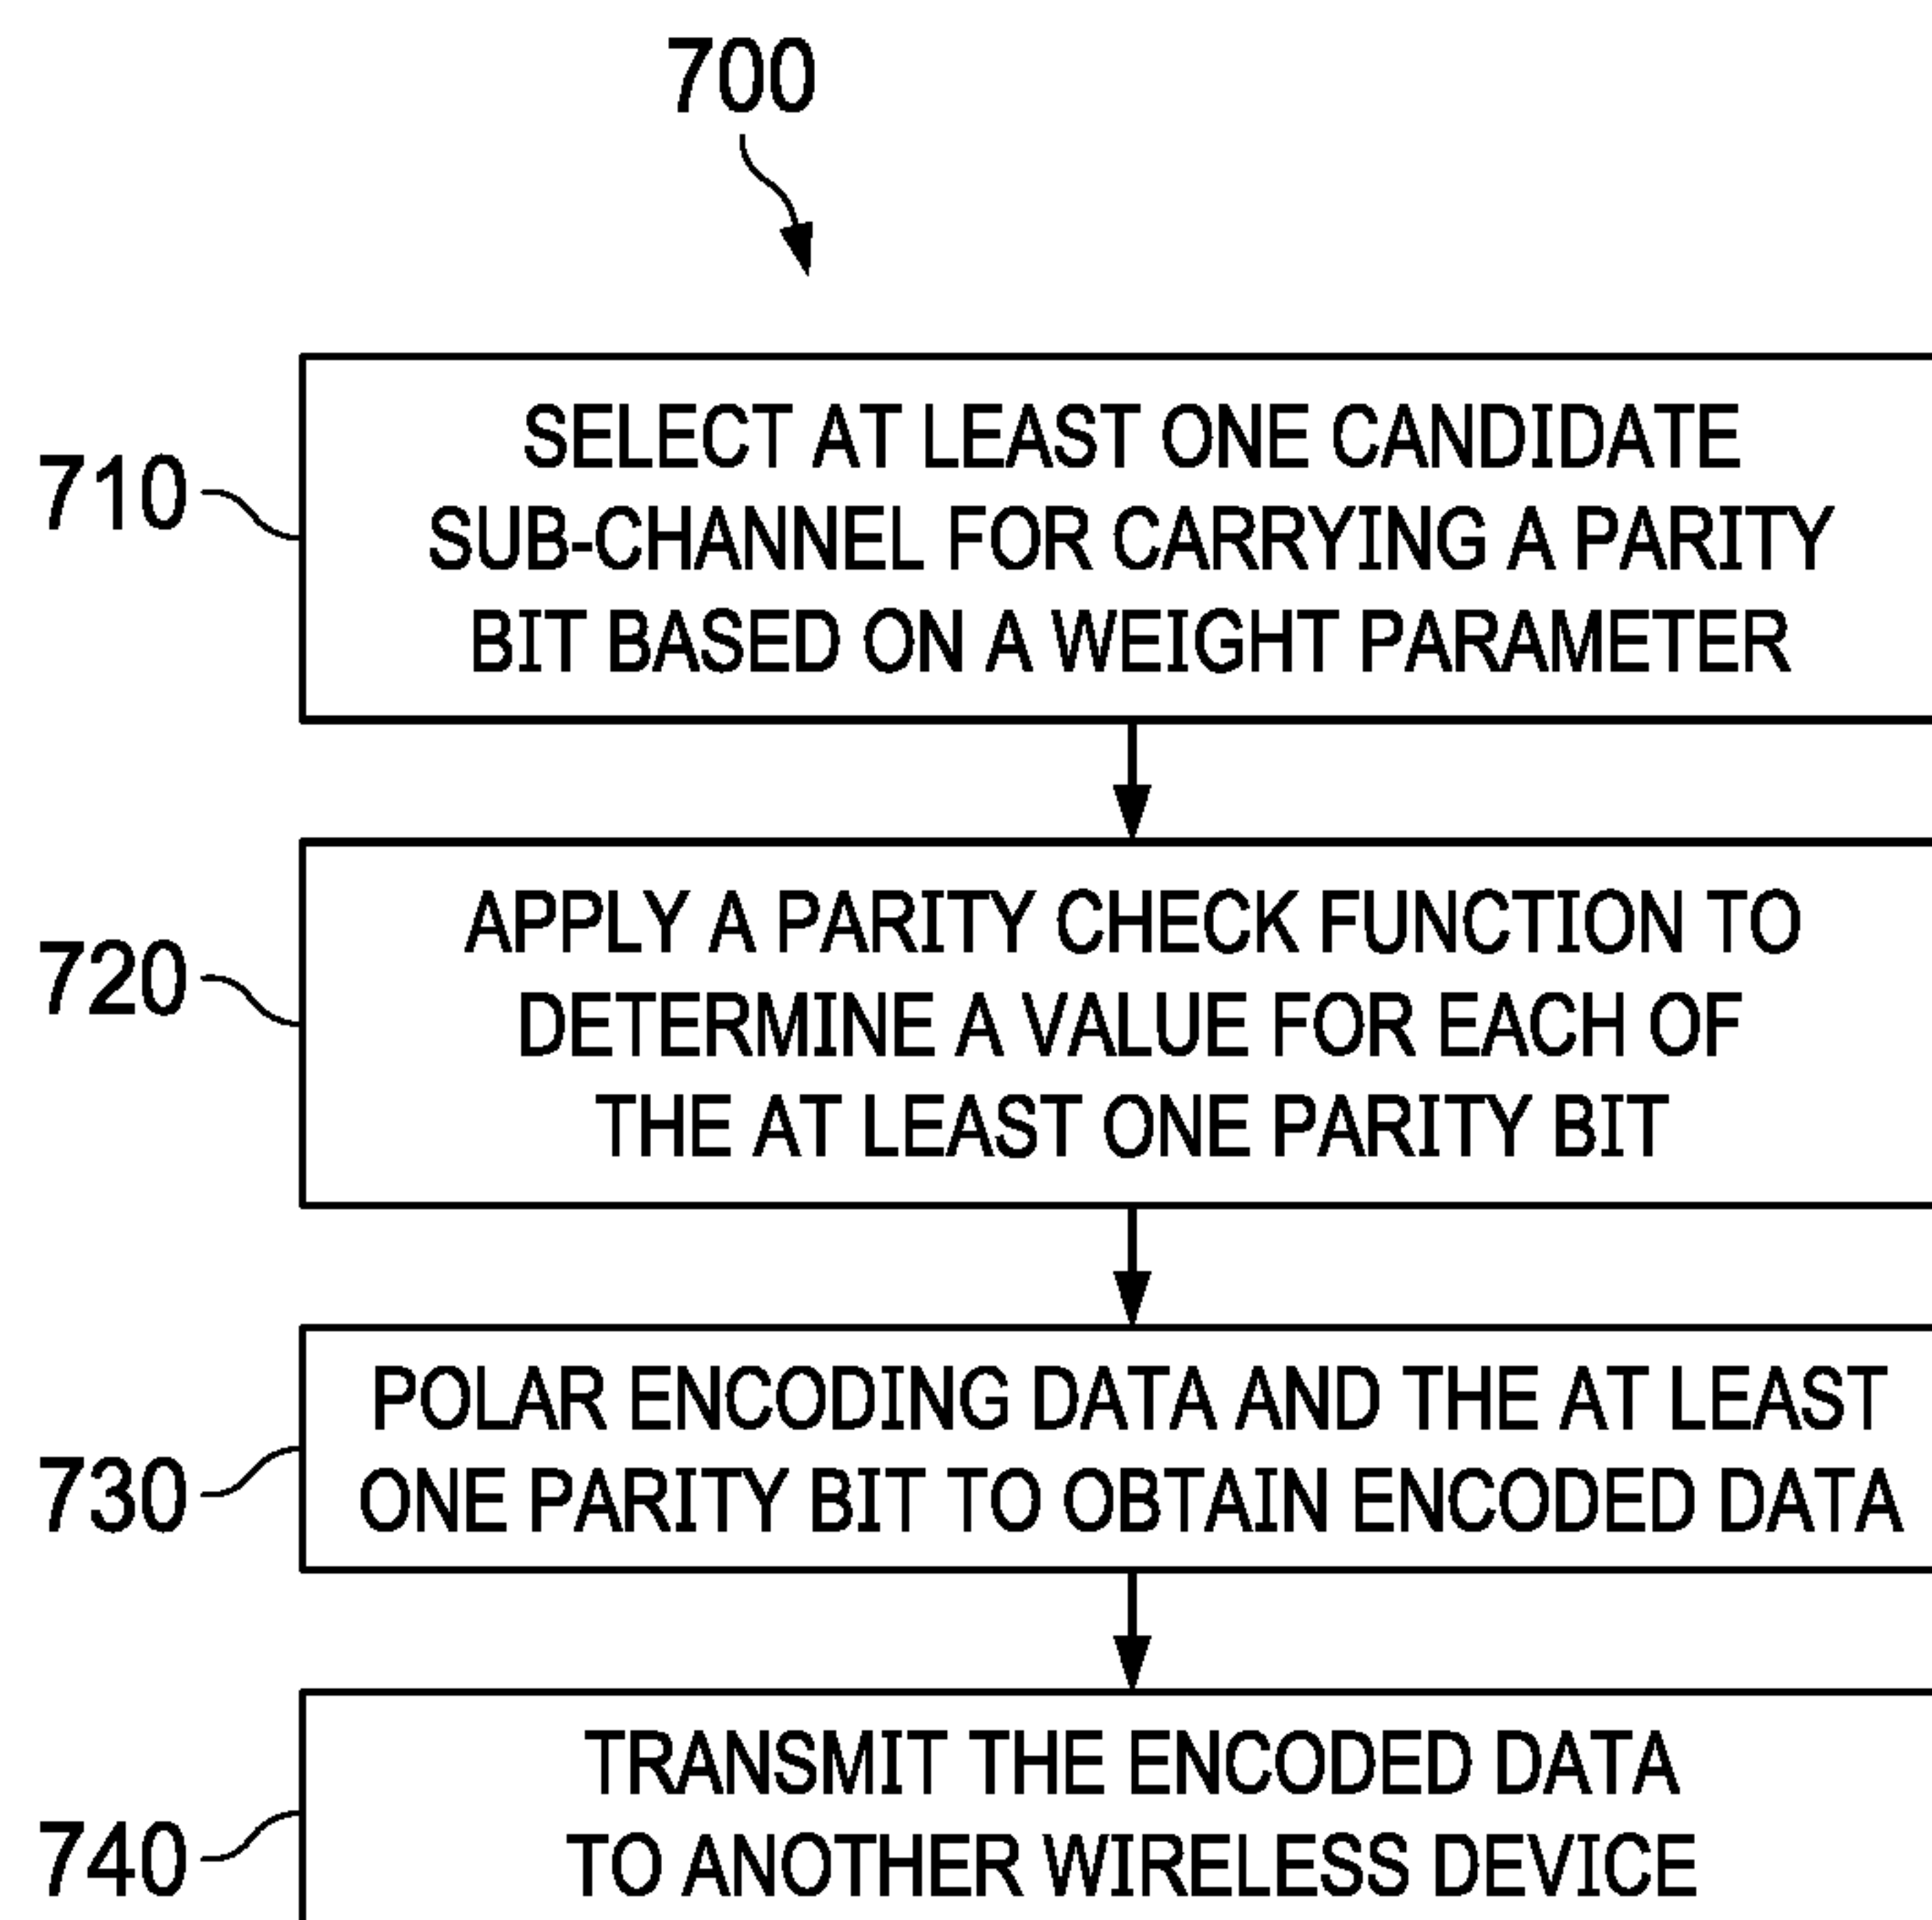 700
710
SELECT AT LEAST ONE CANDIDATE
SUB-CHANNEL FOR CARRYING A PARITY
BIT BASED ON A WEIGHT PARAMETER
720
APPLY A PARITY CHECK FUNCTION TO
DETERMINE A VALUE FOR EACH OF
THE AT LEAST ONE PARITY BIT
730
POLAR ENCODING DATA AND THE AT LEAST
ONE PARITY BIT TO OBTAIN ENCODED DATA
740
TRANSMIT THE ENCODED DATA
TO ANOTHER WIRELESS DEVICE